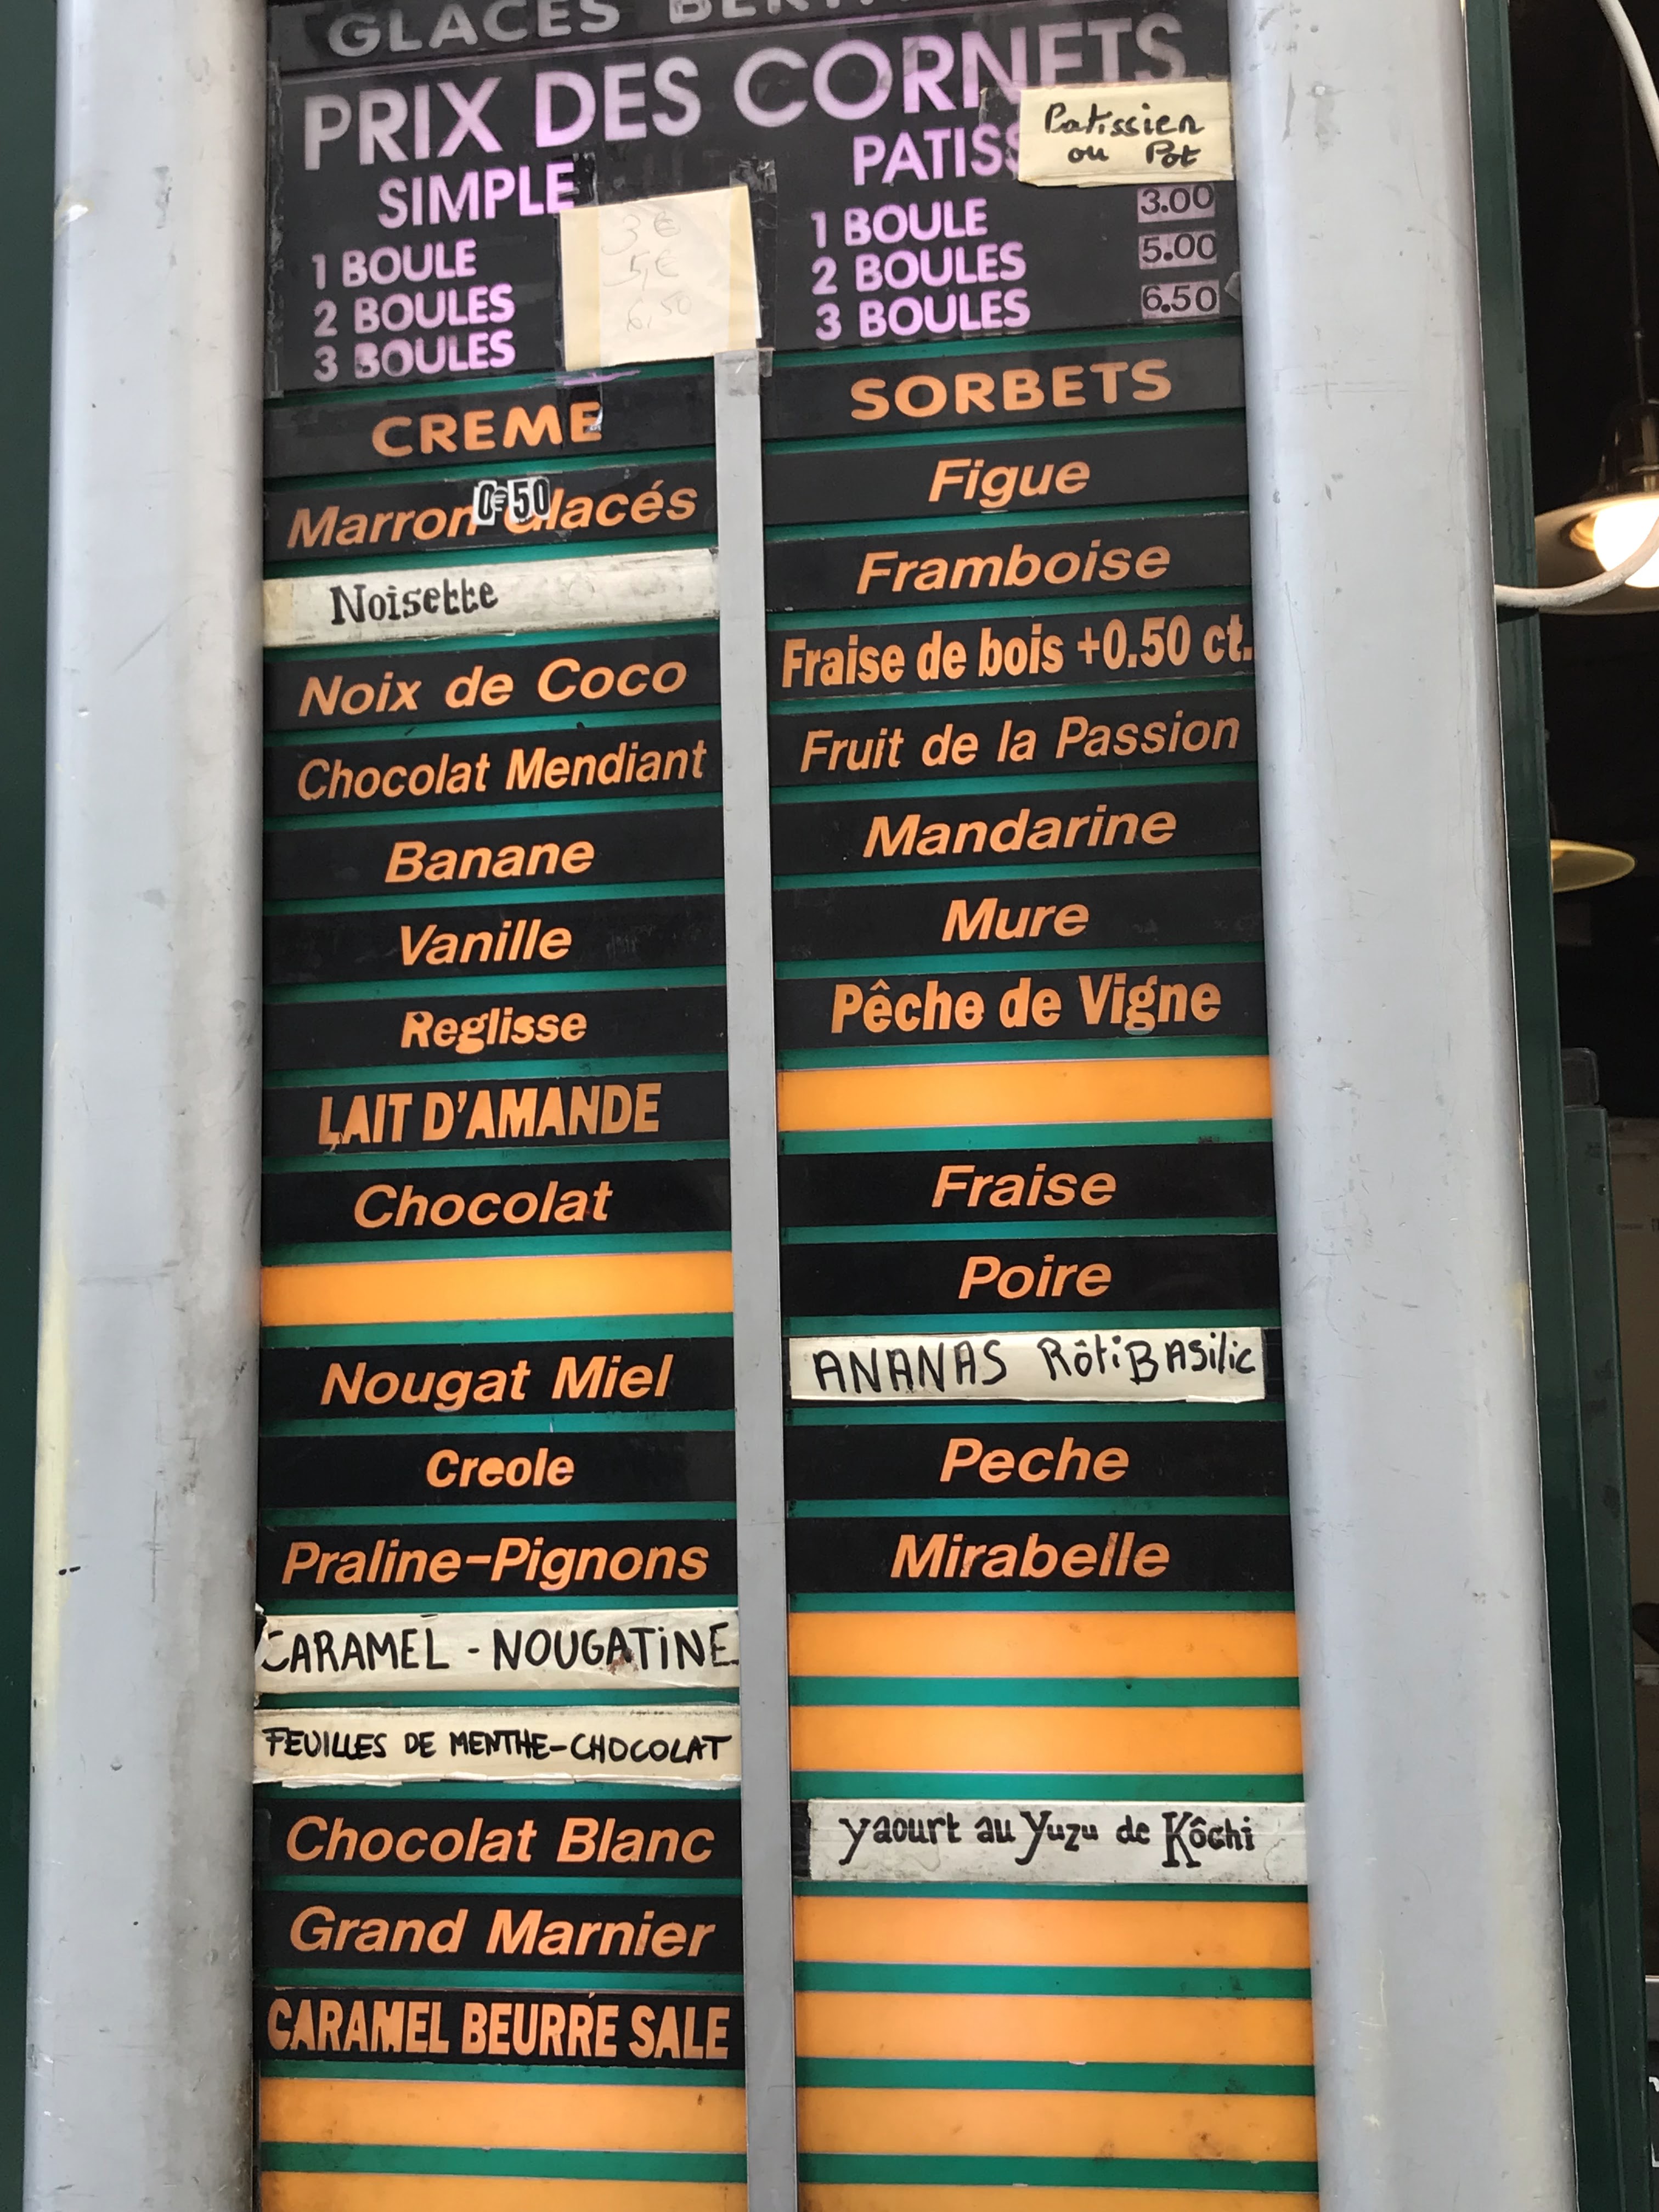 GLACES
PRIX DES CORNETS
SIMPLE
3€
5,€
6,50
1 BOULE
2 BOULES
3 BOULES
Patissier
ou Pot
1 BOULE 3.00
2 BOULES 5.00
3 BOULES 6.50
CREME
Marron Glacés
0€50
Noisette
Noix de Coco
Chocolat Mendiant
Banane
Vanille
Reglisse
LAIT D'AMANDE
Chocolat
Nougat Miel
Creole
Praline-Pignons
CARAMEL - NOUGATINE
FEUILLES DE MENTHE-CHOCOLAT
Chocolat Blanc
Grand Marnier
CARAMEL BEURRE SALE
SORBETS
Figue
Framboise
Fraise de bois +0.50 ct.
Fruit de la Passion
Mandarine
Mure
Pêche de Vigne
Fraise
Poire
ANANAS Rôti BASilic
Peche
Mirabelle
yaourt au Yuzu de Kôchi